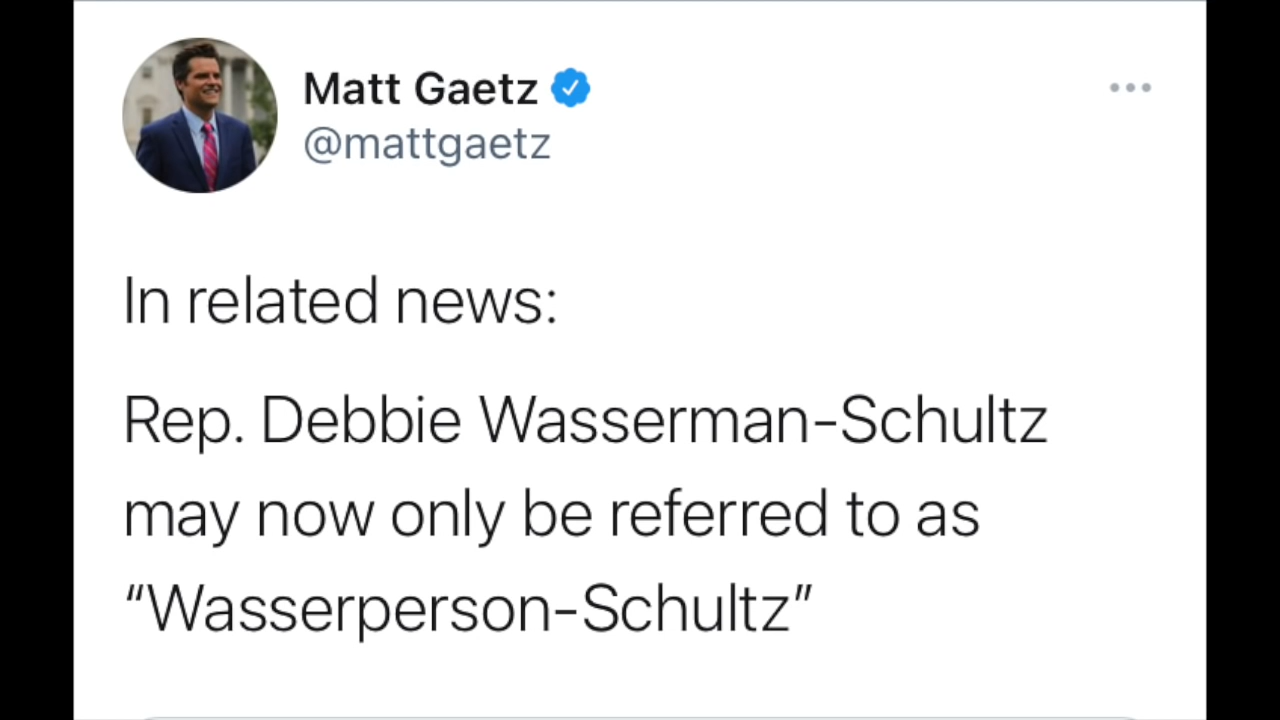 Matt Gaetz
@mattgaetz
In related news:
Rep. Debbie Wasserman-Schultz
may now only be referred to as
“Wasserperson-Schultz”